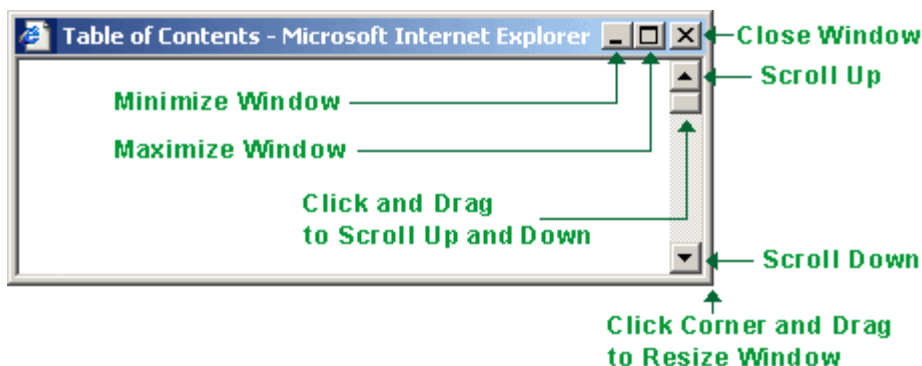 Table of Contents - Microsoft Internet Explorer
Close Window
Scroll Up
Minimize Window
Maximize Window
Click and Drag
to Scroll Up and Down
Scroll Down
Click Corner and Drag
to Resize Window